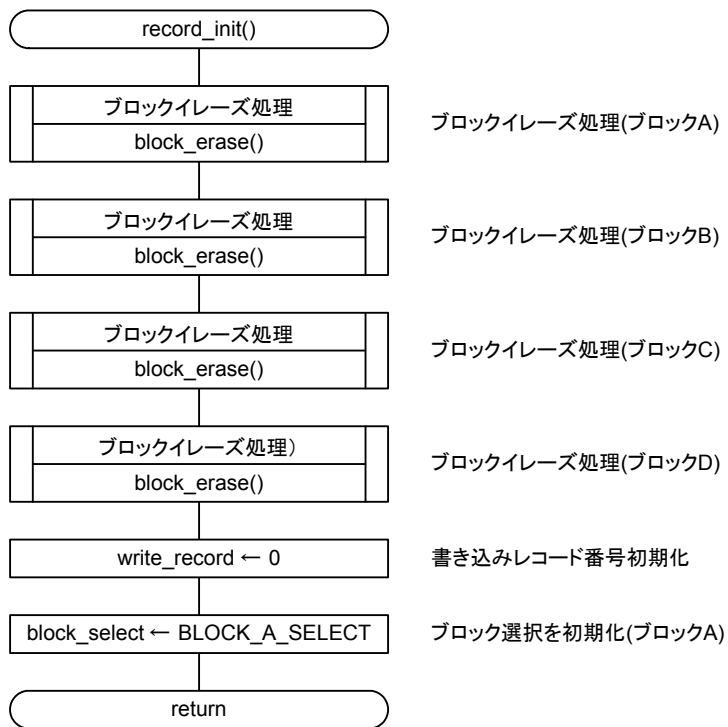 record_init()
ブロックイレーズ処理
block_erase()
ブロックイレーズ処理(ブロックA)
ブロックイレーズ処理
block_erase()
ブロックイレーズ処理(ブロックB)
ブロックイレーズ処理
block_erase()
ブロックイレーズ処理(ブロックC)
ブロックイレーズ処理）
block_erase()
ブロックイレーズ処理(ブロックD)
write_record ← 0
書き込みレコード番号初期化
block_select ← BLOCK_A_SELECT
ブロック選択を初期化(ブロックA)
return